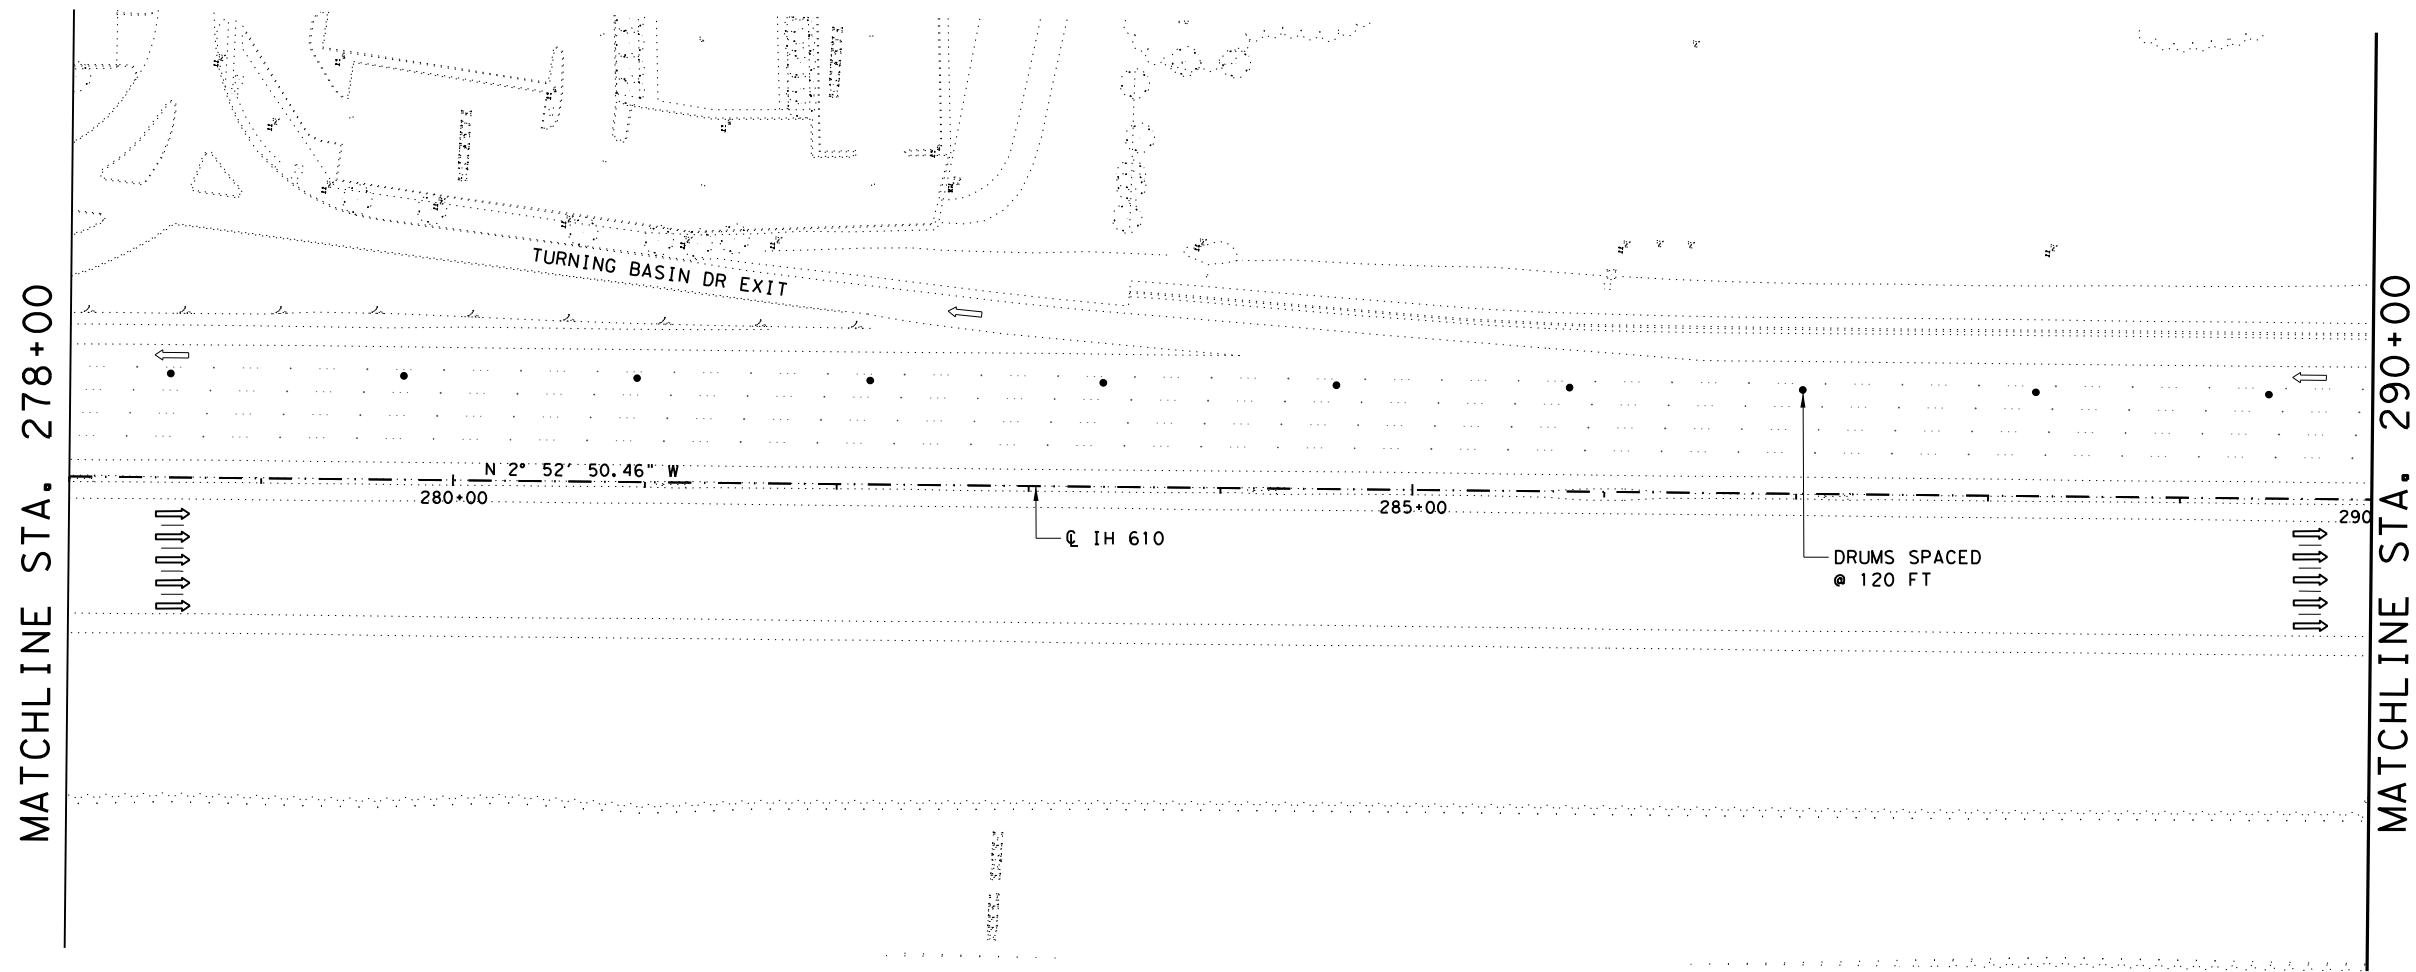 MATCHLINE STA. 278+00
TURNING BASIN DR EXIT
N 2° 52' 50.46" W
280+00
285+00
290
℄ IH 610
DRUMS SPACED
@ 120 FT
MATCHLINE STA. 290+00